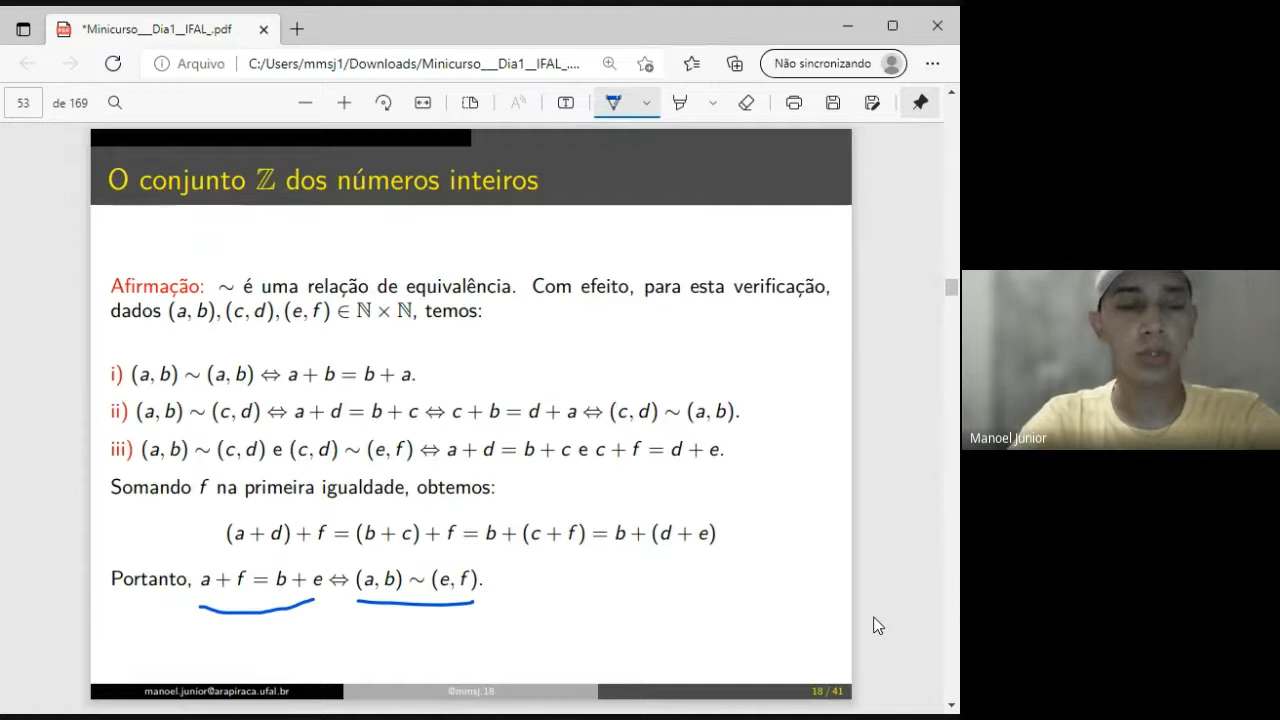 *Minicurso___Dia1__IFAL_.pdf
Arquivo
C:/Users/mmsj1/Downloads/Minicurso___Dia1__IFAL_....
Não sincronizando
53 de 169
O conjunto ℤ dos números inteiros
Afirmação: ∼ é uma relação de equivalência. Com efeito, para esta verificação,
dados (a, b), (c, d), (e, f) ∈ ℕ × ℕ, temos:
i) (a, b) ∼ (a, b) ⇔ a + b = b + a.
ii) (a, b) ∼ (c, d) ⇔ a + d = b + c ⇔ c + b = d + a ⇔ (c, d) ∼ (a, b).
iii) (a, b) ∼ (c, d) e (c, d) ∼ (e, f) ⇔ a + d = b + c e c + f = d + e.
Somando f na primeira igualdade, obtemos:
(a + d) + f = (b + c) + f = b + (c + f) = b + (d + e)
Portanto, a + f = b + e ⇔ (a, b) ∼ (e, f).
manoel.junior@arapiraca.ufal.br
@mmsj.18
18 / 41
Manoel Junior